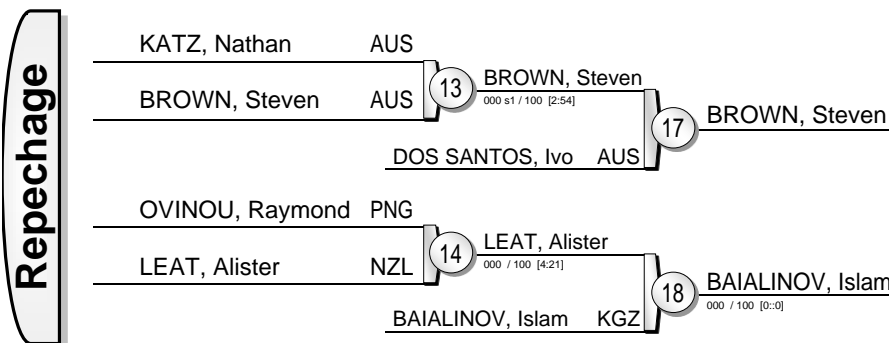 Repechage
KATZ, Nathan AUS
BROWN, Steven AUS
13
BROWN, Steven
000 s1 / 100 [2:54]
DOS SANTOS, Ivo AUS
17
BROWN, Steven
OVINOU, Raymond PNG
LEAT, Alister NZL
14
LEAT, Alister
000 / 100 [4:21]
BAIALINOV, Islam KGZ
18
BAIALINOV, Islam
000 / 100 [0::0]